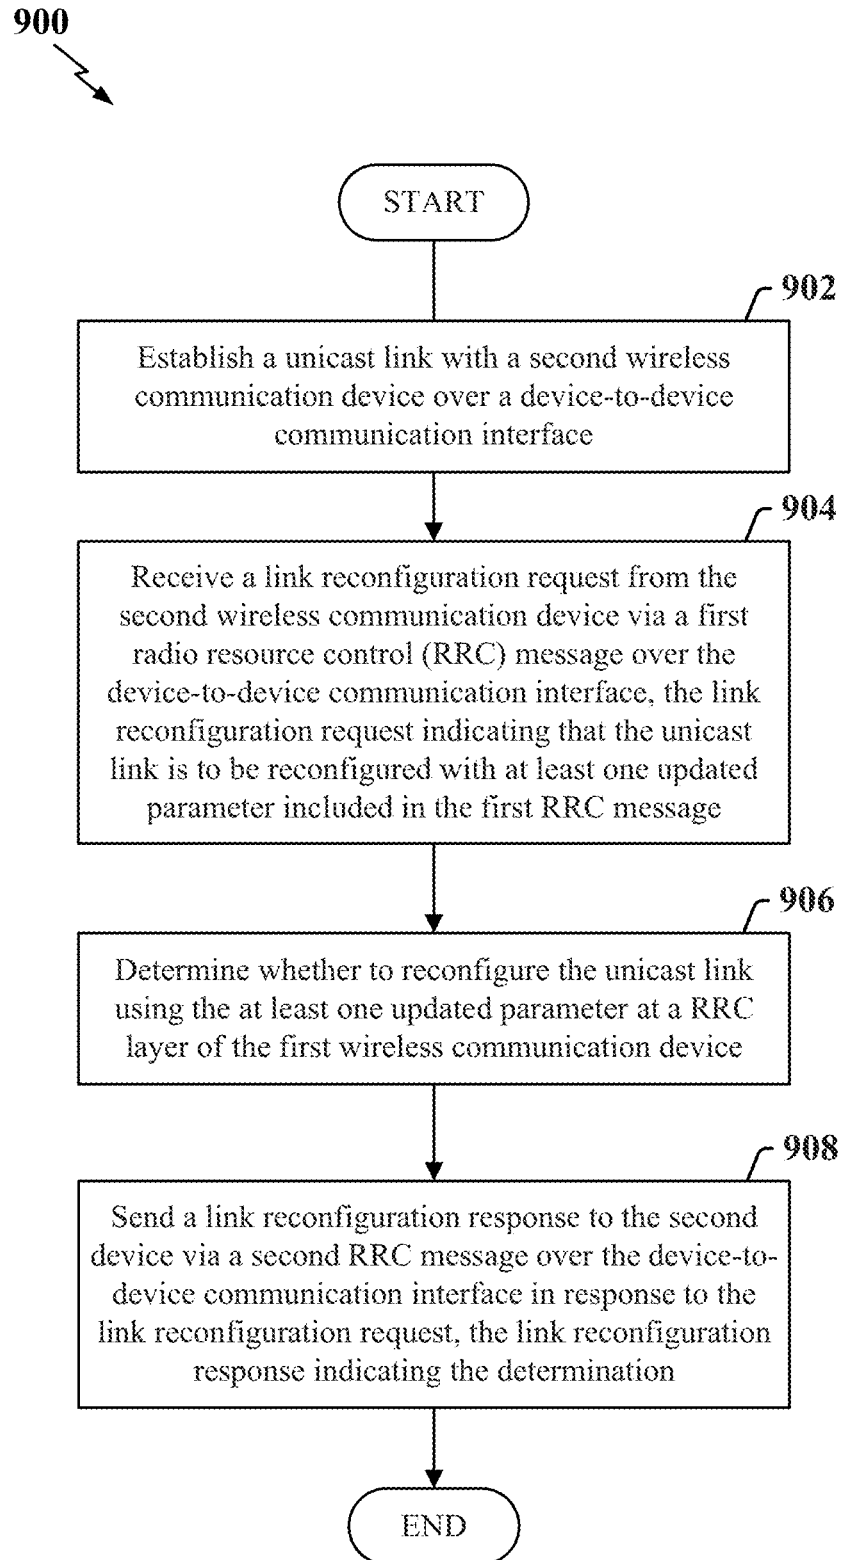 900
START
902
Establish a unicast link with a second wireless
communication device over a device-to-device
communication interface
904
Receive a link reconfiguration request from the
second wireless communication device via a first
radio resource control (RRC) message over the
device-to-device communication interface, the link
reconfiguration request indicating that the unicast
link is to be reconfigured with at least one updated
parameter included in the first RRC message
906
Determine whether to reconfigure the unicast link
using the at least one updated parameter at a RRC
layer of the first wireless communication device
908
Send a link reconfiguration response to the second
device via a second RRC message over the device-to-
device communication interface in response to the
link reconfiguration request, the link reconfiguration
response indicating the determination
END